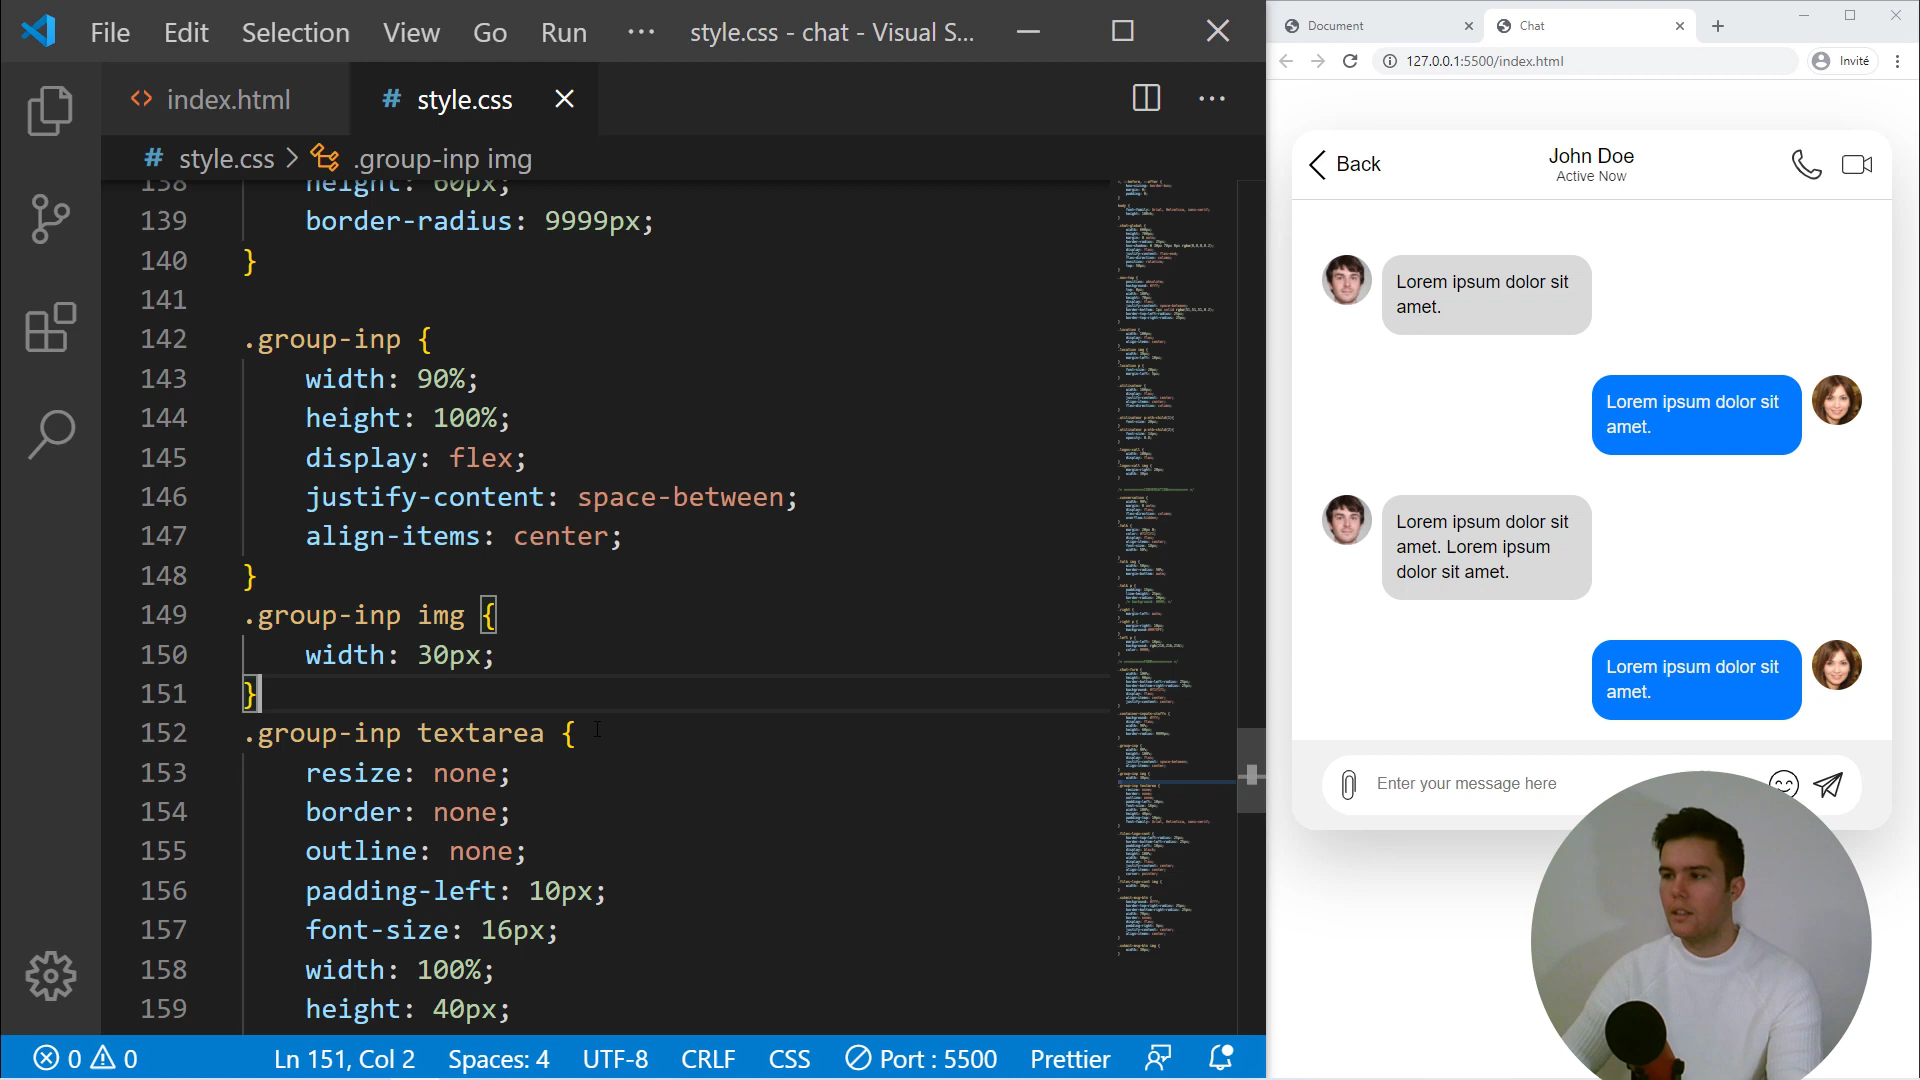 File Edit Selection View Go Run ··· style.css - chat - Visual S...
index.html
# style.css
# style.css > .group-inp img
138 height: 60px;
139 border-radius: 9999px;
140 }
141
142 .group-inp {
143 width: 90%;
144 height: 100%;
145 display: flex;
146 justify-content: space-between;
147 align-items: center;
148 }
149 .group-inp img {
150 width: 30px;
151 }
152 .group-inp textarea {
153 resize: none;
154 border: none;
155 outline: none;
156 padding-left: 10px;
157 font-size: 16px;
158 width: 100%;
159 height: 40px;
0 0 Ln 151, Col 2 Spaces: 4 UTF-8 CRLF CSS Port : 5500 Prettier
Document
Chat
127.0.0.1:5500/index.html
Invité
Back
John Doe
Active Now
Lorem ipsum dolor sit
amet.
Lorem ipsum dolor sit
amet.
Lorem ipsum dolor sit
amet. Lorem ipsum
dolor sit amet.
Lorem ipsum dolor sit
amet.
Enter your message here